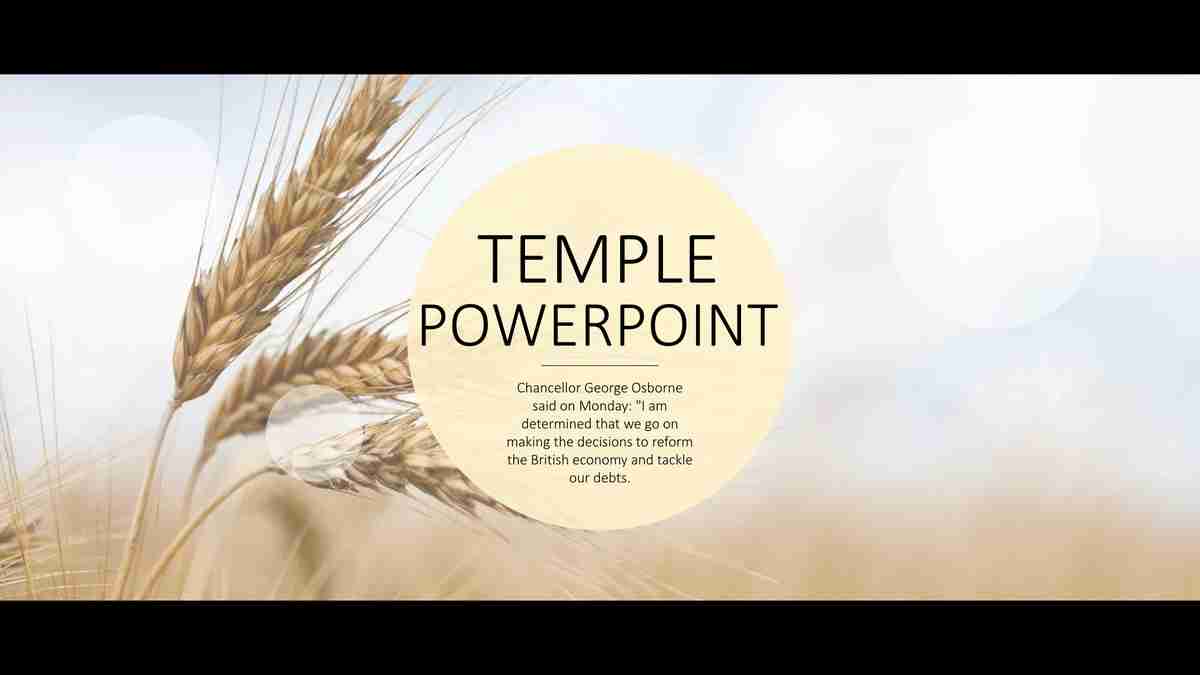 TEMPLE
POWERPOINT
Chancellor George Osborne
said on Monday: "I am
determined that we go on
making the decisions to reform
the British economy and tackle
our debts.